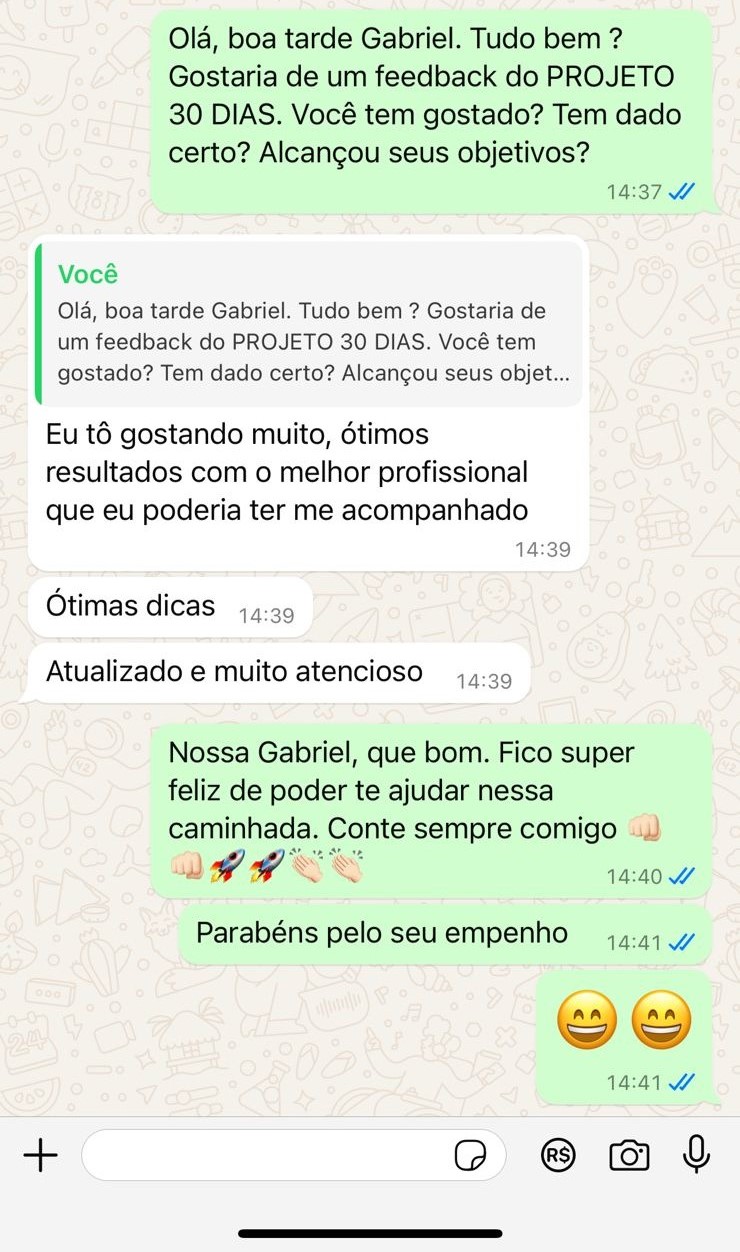 Olá, boa tarde Gabriel. Tudo bem ?
Gostaria de um feedback do PROJETO
30 DIAS. Você tem gostado? Tem dado
certo? Alcançou seus objetivos?
14:37
Você
Olá, boa tarde Gabriel. Tudo bem ? Gostaria de
um feedback do PROJETO 30 DIAS. Você tem
gostado? Tem dado certo? Alcançou seus objet...
Eu tô gostando muito, ótimos
resultados com o melhor profissional
que eu poderia ter me acompanhado
14:39
Ótimas dicas 14:39
Atualizado e muito atencioso 14:39
Nossa Gabriel, que bom. Fico super
feliz de poder te ajudar nessa
caminhada. Conte sempre comigo 👊🏻
👊🏻🚀🚀👏🏻👏🏻 14:40
Parabéns pelo seu empenho 14:41
😄😄
14:41
R$